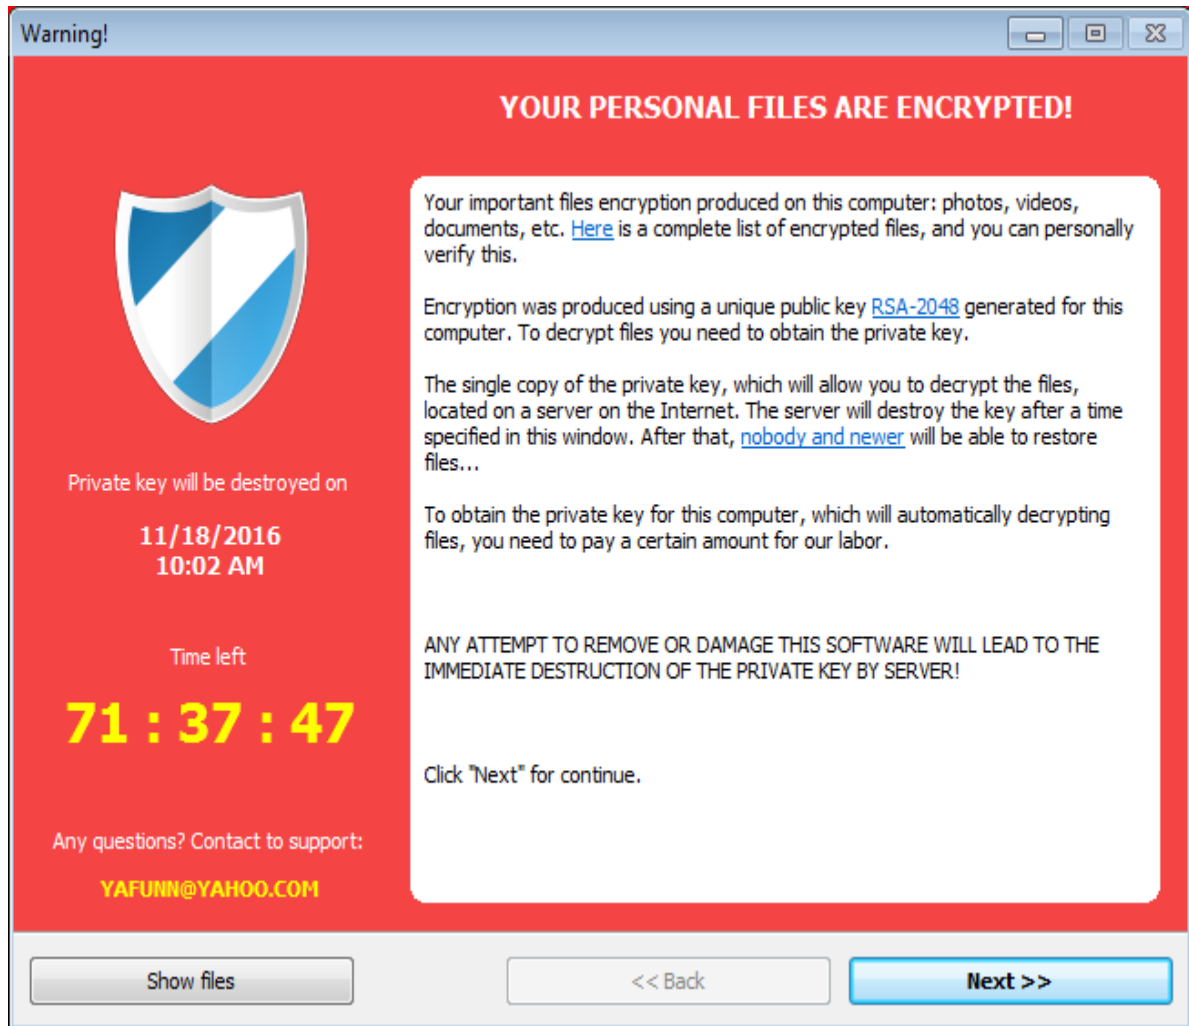 Warning!
YOUR PERSONAL FILES ARE ENCRYPTED!
Your important files encryption produced on this computer: photos, videos,
documents, etc. Here is a complete list of encrypted files, and you can personally
verify this.
Encryption was produced using a unique public key RSA-2048 generated for this
computer. To decrypt files you need to obtain the private key.
The single copy of the private key, which will allow you to decrypt the files,
located on a server on the Internet. The server will destroy the key after a time
specified in this window. After that, nobody and newer will be able to restore
files...
To obtain the private key for this computer, which will automatically decrypting
files, you need to pay a certain amount for our labor.
ANY ATTEMPT TO REMOVE OR DAMAGE THIS SOFTWARE WILL LEAD TO THE
IMMEDIATE DESTRUCTION OF THE PRIVATE KEY BY SERVER!
Click "Next" for continue.
Private key will be destroyed on
11/18/2016
10:02 AM
Time left
71 : 37 : 47
Any questions? Contact to support:
YAFUNN@YAHOO.COM
Show files
<< Back
Next >>